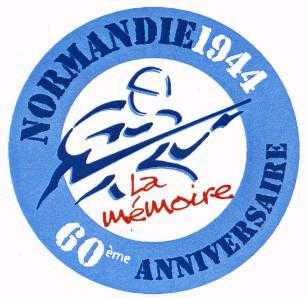 NORMANDIE 1944
La
mémoire
60ème ANNIVERSAIRE